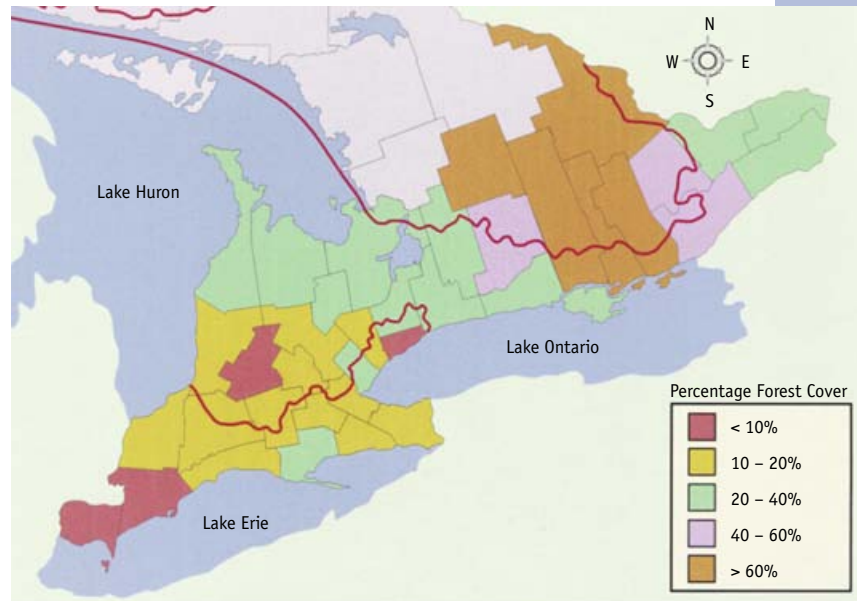 N
W E
S
Lake Huron
Lake Ontario
Lake Erie
Percentage Forest Cover
< 10%
10 – 20%
20 – 40%
40 – 60%
> 60%